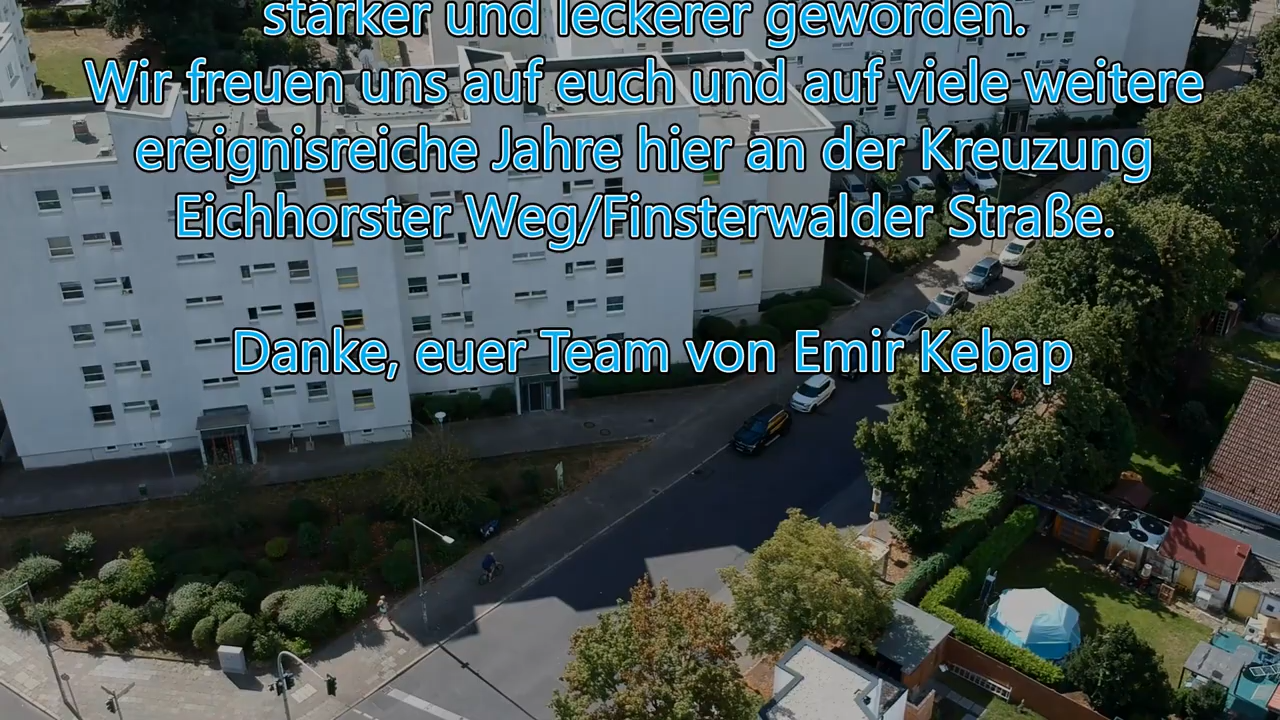 stärker und leckerer geworden.
Wir freuen uns auf euch und auf viele weitere
ereignisreiche Jahre hier an der Kreuzung
Eichhorster Weg/Finsterwalder Straße.
Danke, euer Team von Emir Kebap